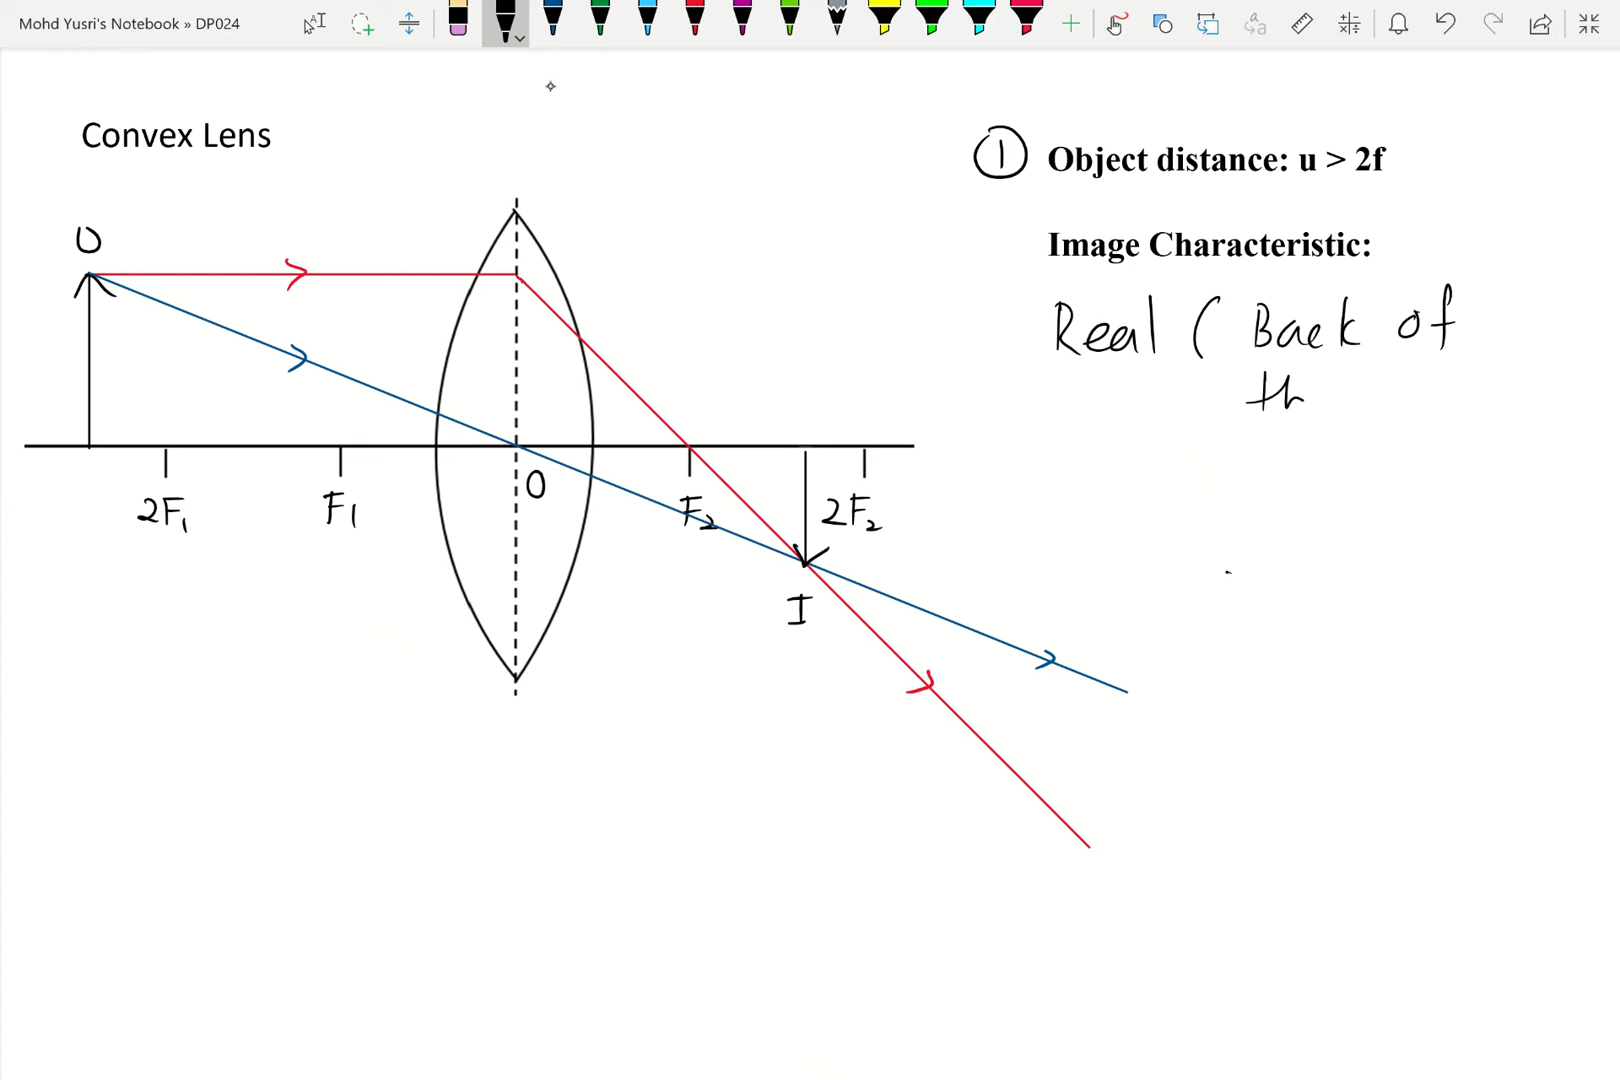 Mohd Yusri's Notebook » DP024
Convex Lens
① Object distance: u > 2f
Image Characteristic:
Real ( Back of
th
O
O
2F₁
F₁
F₂
2F₂
I